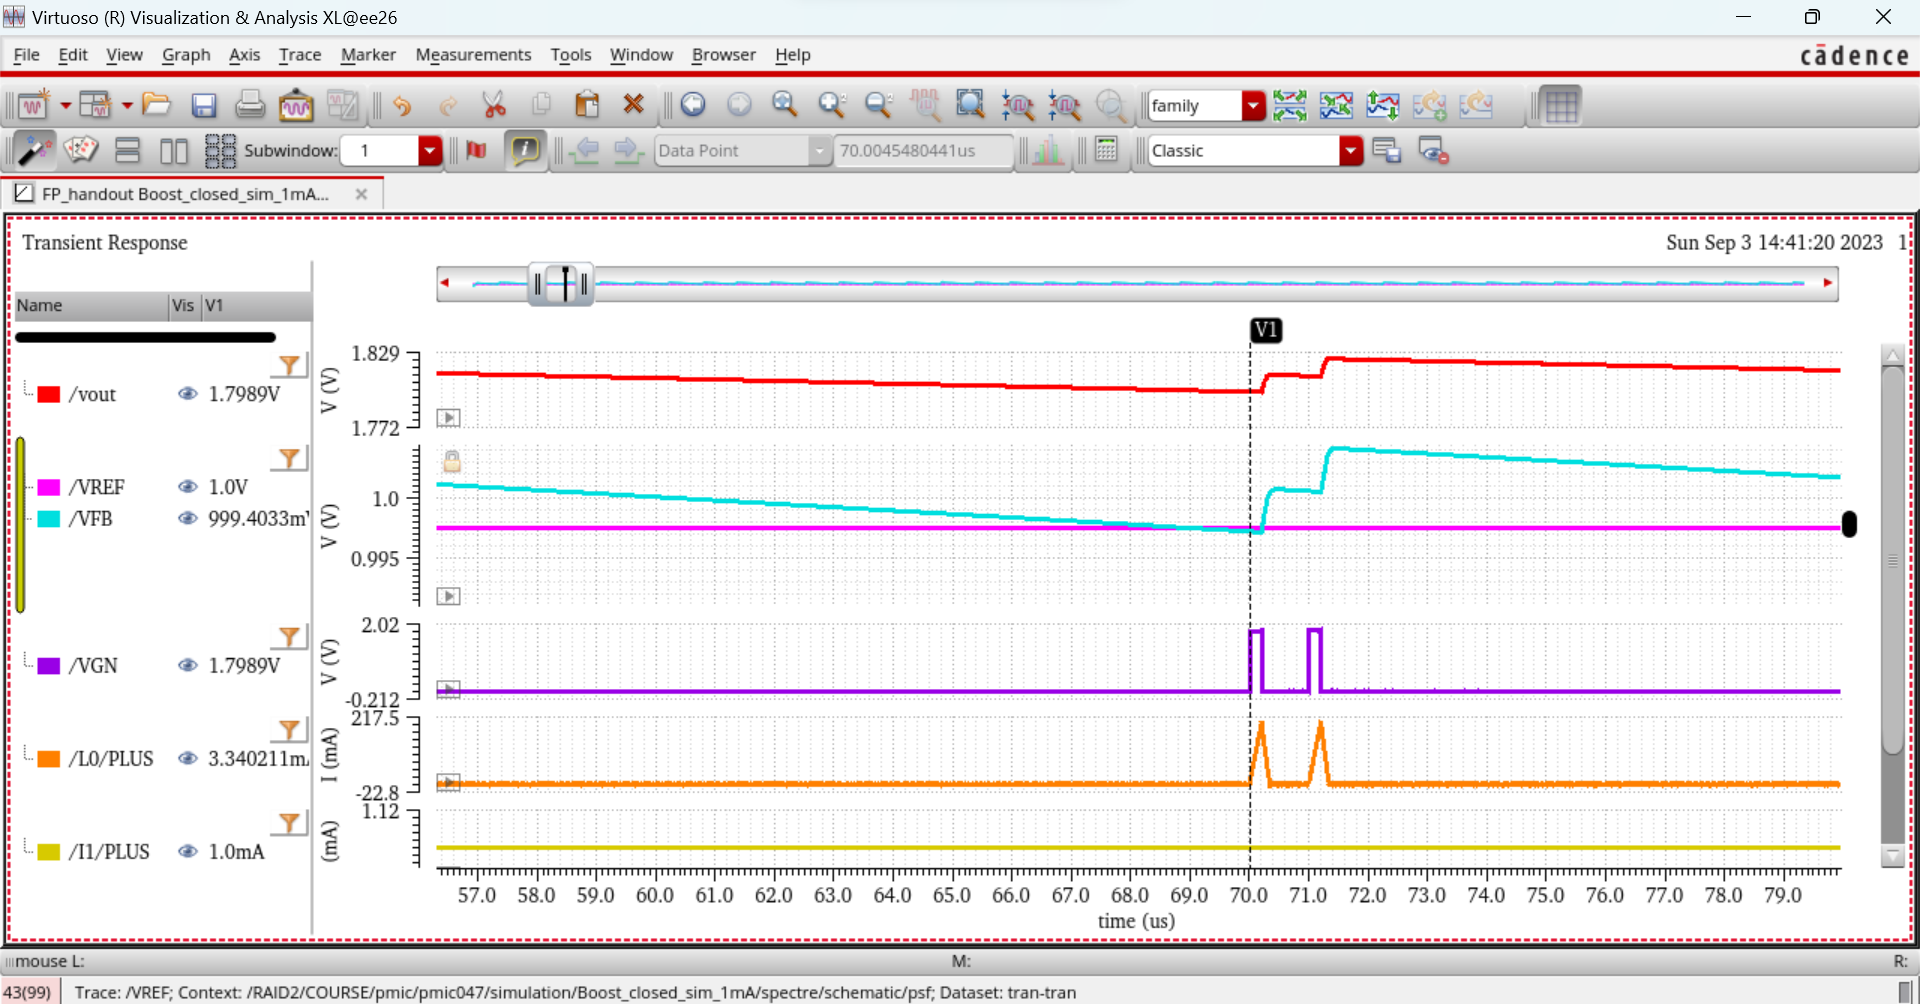 Virtuoso (R) Visualization & Analysis XL@ee26
File Edit View Graph Axis Trace Marker Measurements Tools Window Browser Help
cādence
family
Subwindow: 1
Data Point
70.0045480441us
Classic
FP_handout Boost_closed_sim_1mA...
Transient Response
Sun Sep 3 14:41:20 2023 1
Name Vis V1
V1
/vout 1.7989V
V (V)
1.829
1.772
/VREF 1.0V
/VFB 999.4033m
V (V)
1.0
0.995
/VGN 1.7989V
V (V)
2.02
-0.212
/L0/PLUS 3.340211m
I (mA)
217.5
-22.8
/I1/PLUS 1.0mA
(mA)
1.12
57.0 58.0 59.0 60.0 61.0 62.0 63.0 64.0 65.0 66.0 67.0 68.0 69.0 70.0 71.0 72.0 73.0 74.0 75.0 76.0 77.0 78.0 79.0
time (us)
mouse L: M: R:
43(99) Trace: /VREF; Context: /RAID2/COURSE/pmic/pmic047/simulation/Boost_closed_sim_1mA/spectre/schematic/psf; Dataset: tran-tran